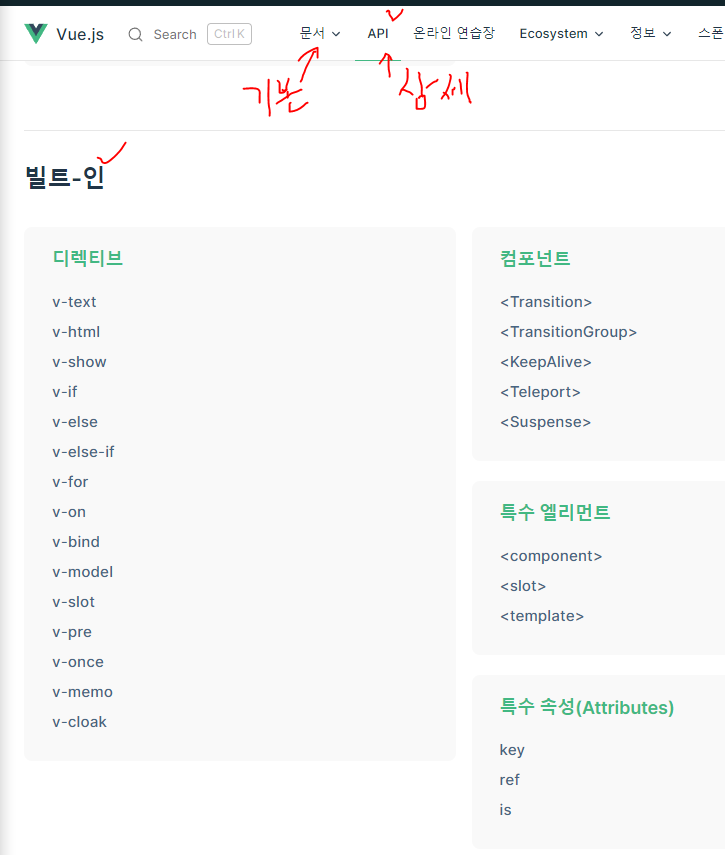 Vue.js Search Ctrl K 문서 API 온라인 연습장 Ecosystem 정보 스폰
기본 상세
빌트-인
디렉티브
v-text
v-html
v-show
v-if
v-else
v-else-if
v-for
v-on
v-bind
v-model
v-slot
v-pre
v-once
v-memo
v-cloak
컴포넌트
<Transition>
<TransitionGroup>
<KeepAlive>
<Teleport>
<Suspense>
특수 엘리먼트
<component>
<slot>
<template>
특수 속성(Attributes)
key
ref
is